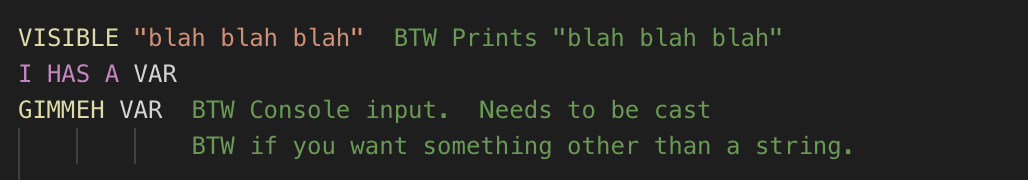 VISIBLE "blah blah blah"  BTW Prints "blah blah blah"
I HAS A VAR
GIMMEH VAR  BTW Console input.  Needs to be cast
            BTW if you want something other than a string.